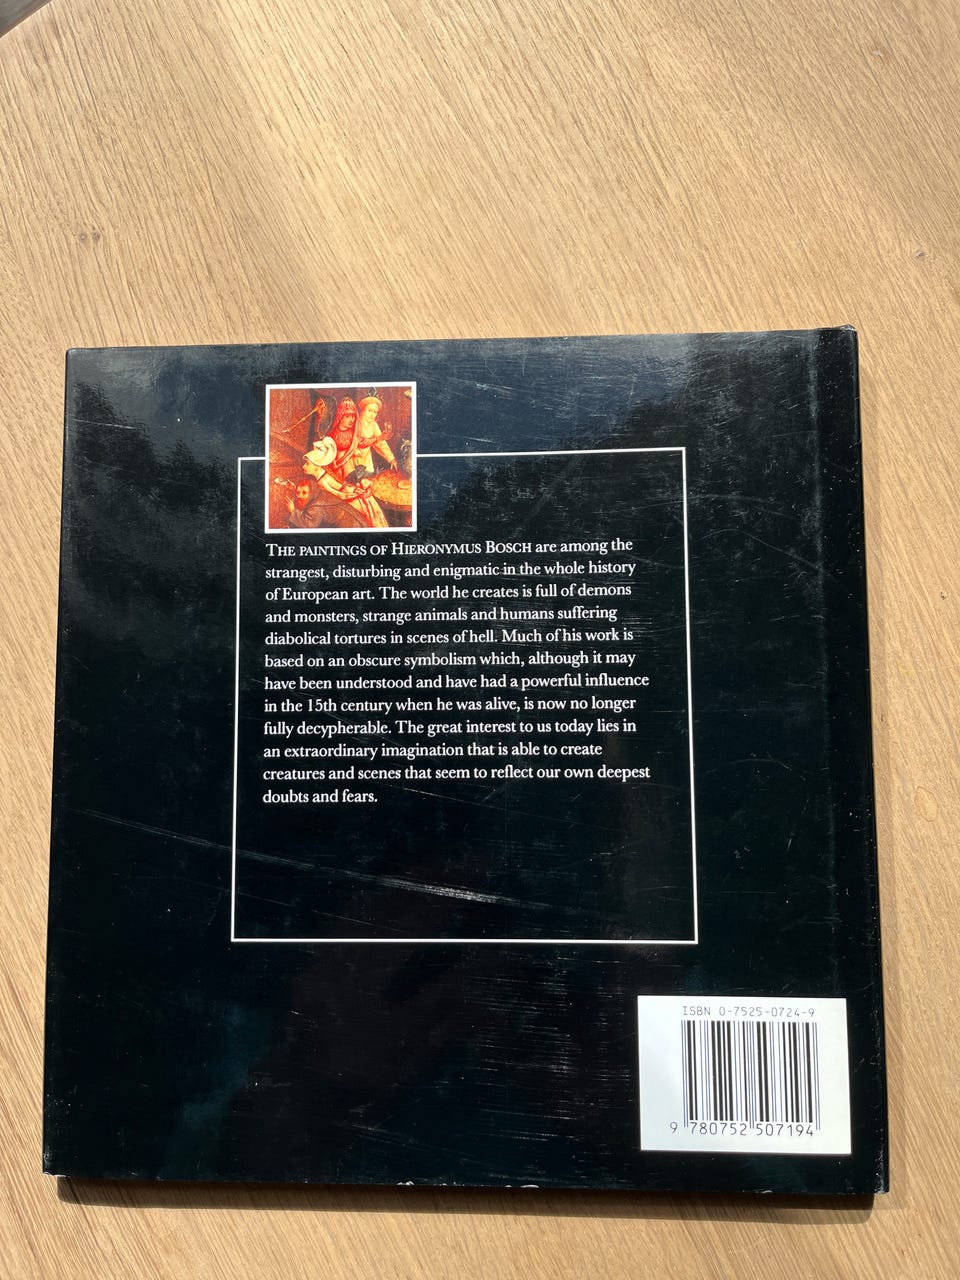 THE PAINTINGS OF HIERONYMUS BOSCH are among the
strangest, disturbing and enigmatic in the whole history
of European art. The world he creates is full of demons
and monsters, strange animals and humans suffering
diabolical tortures in scenes of hell. Much of his work is
based on an obscure symbolism which, although it may
have been understood and have had a powerful influence
in the 15th century when he was alive, is now no longer
fully decypherable. The great interest to us today lies in
an extraordinary imagination that is able to create
creatures and scenes that seem to reflect our own deepest
doubts and fears.
ISBN 0-7525-0724-9
9 780752 507194